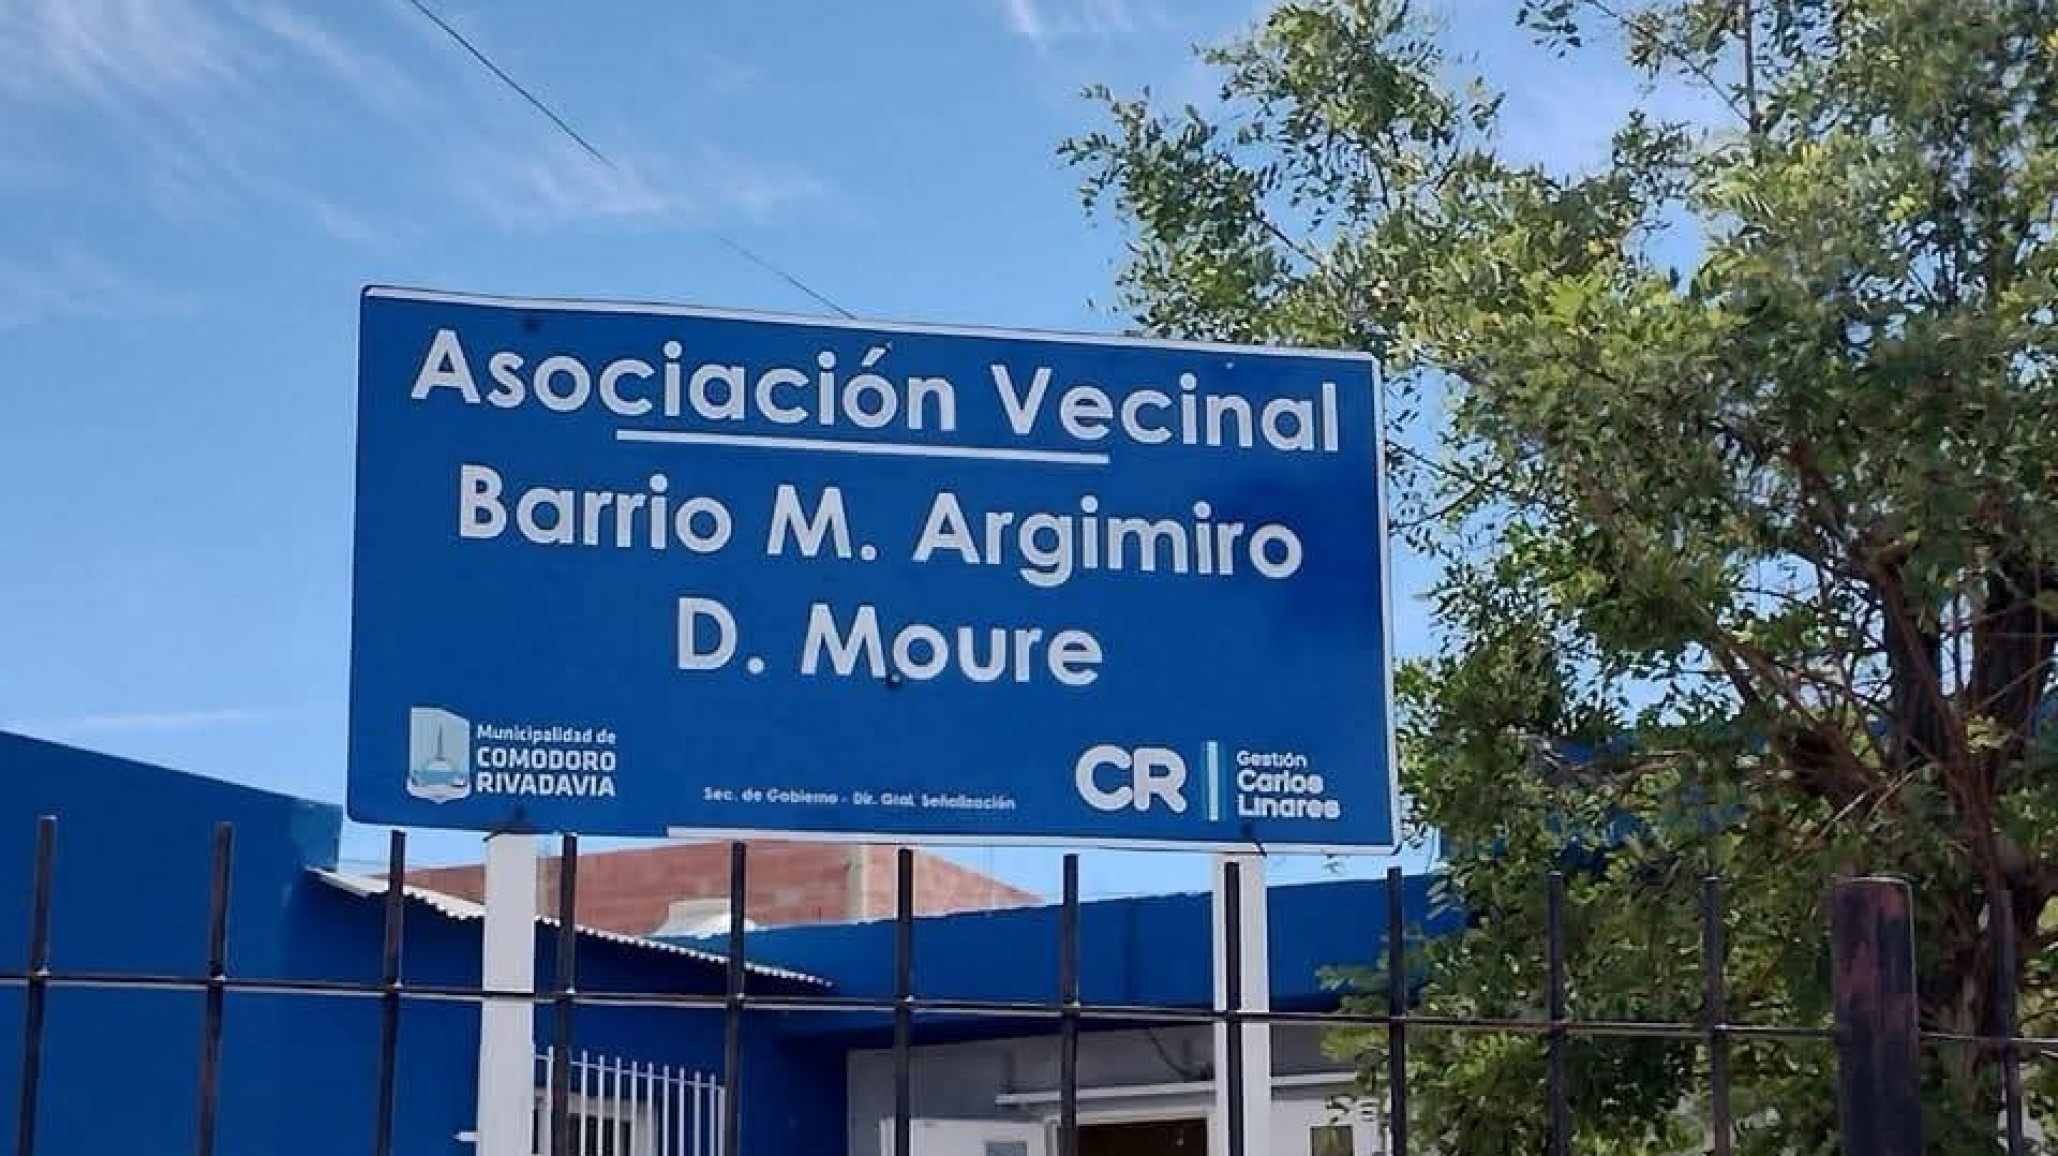 Asociación Vecinal
Barrio M. Argimiro
D. Moure
Municipalidad de
COMODORO
RIVADAVIA
Sec. de Gobierno - Dir. Gral. Señalización
CR
Gestión
Carlos
Linares